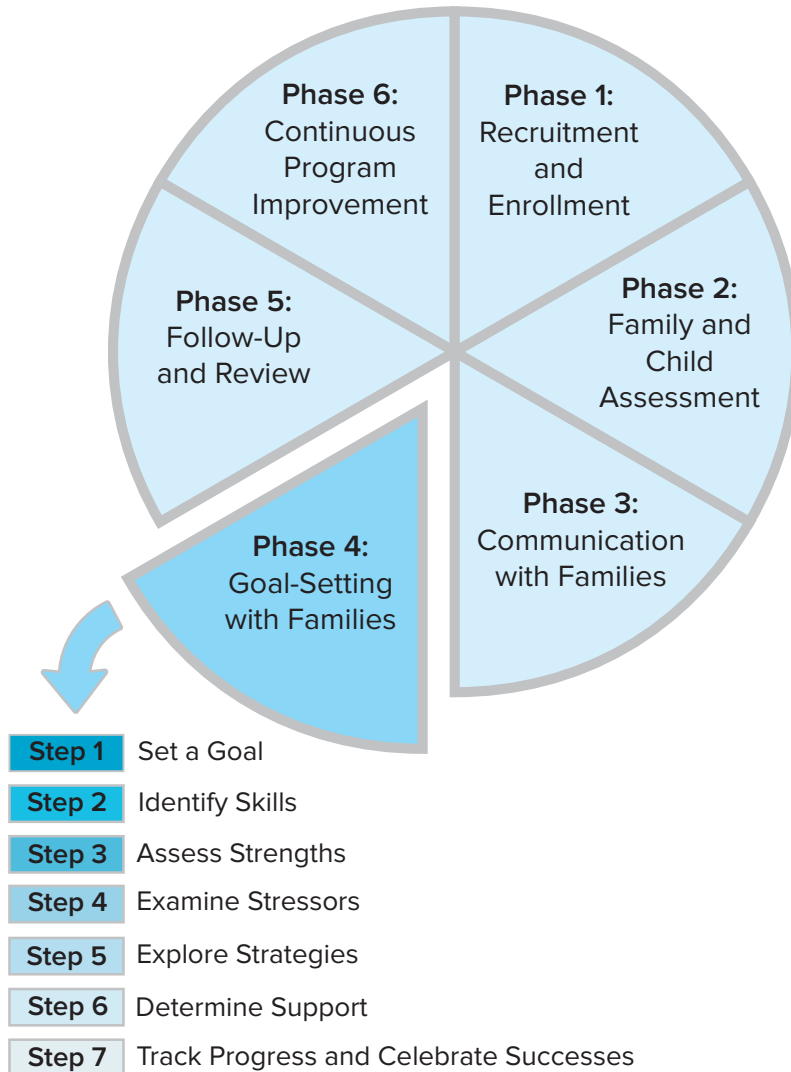 Phase 1:
Recruitment
and
Enrollment
Phase 2:
Family and
Child
Assessment
Phase 3:
Communication
with Families
Phase 4:
Goal-Setting
with Families
Phase 5:
Follow-Up
and Review
Phase 6:
Continuous
Program
Improvement
Step 1 Set a Goal
Step 2 Identify Skills
Step 3 Assess Strengths
Step 4 Examine Stressors
Step 5 Explore Strategies
Step 6 Determine Support
Step 7 Track Progress and Celebrate Successes